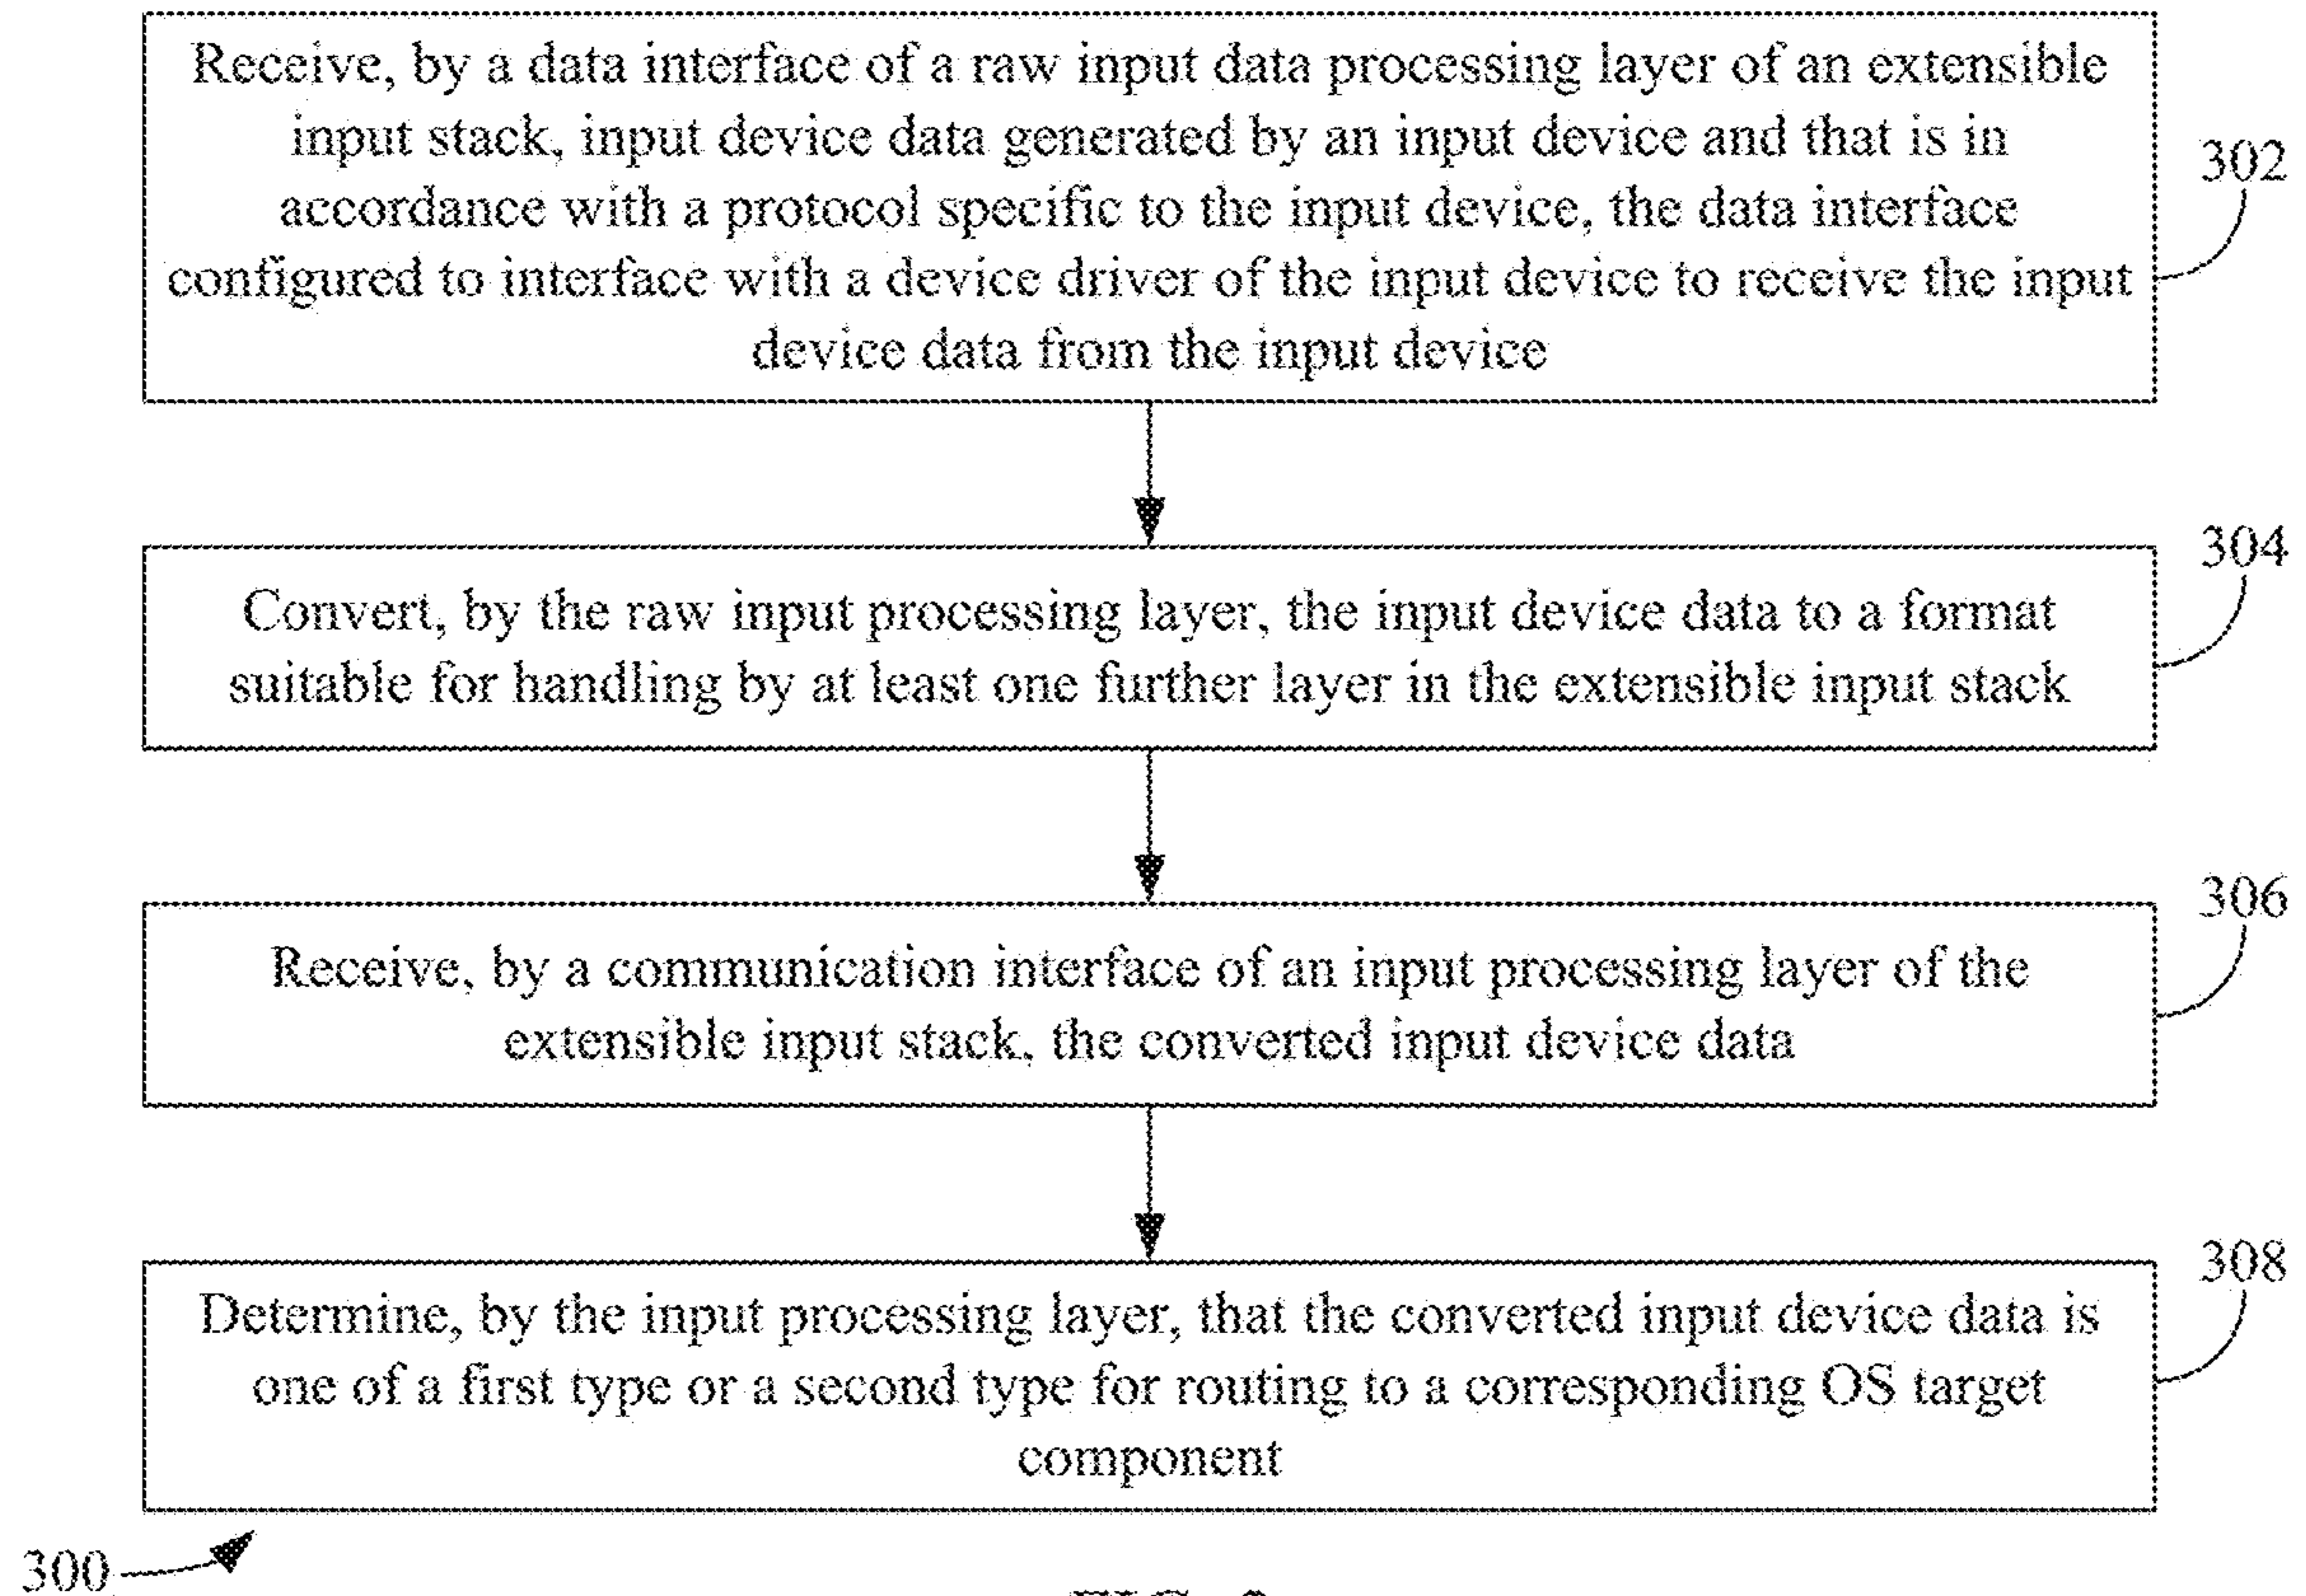 Receive, by a data interface of a raw input data processing layer of an extensible
input stack, input device data generated by an input device and that is in
accordance with a protocol specific to the input device, the data interface
configured to interface with a device driver of the input device to receive the input
device data from the input device
302
Convert, by the raw input processing layer, the input device data to a format
suitable for handling by at least one further layer in the extensible input stack
304
Receive, by a communication interface of an input processing layer of the
extensible input stack, the converted input device data
306
Determine, by the input processing layer, that the converted input device data is
one of a first type or a second type for routing to a corresponding OS target
component
308
300